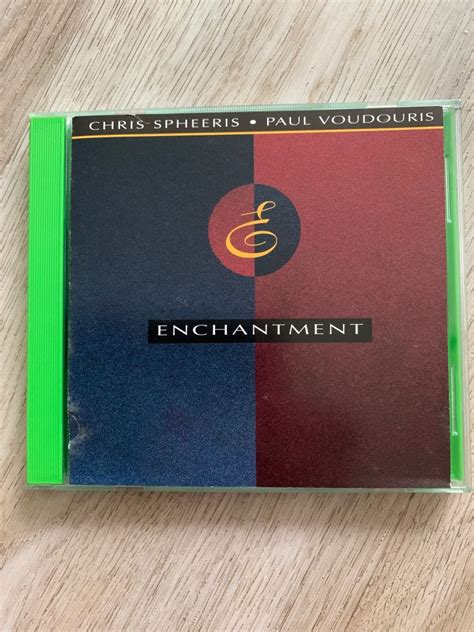 CHRIS SPHEERIS • PAUL VOUDOURIS
E
ENCHANTMENT